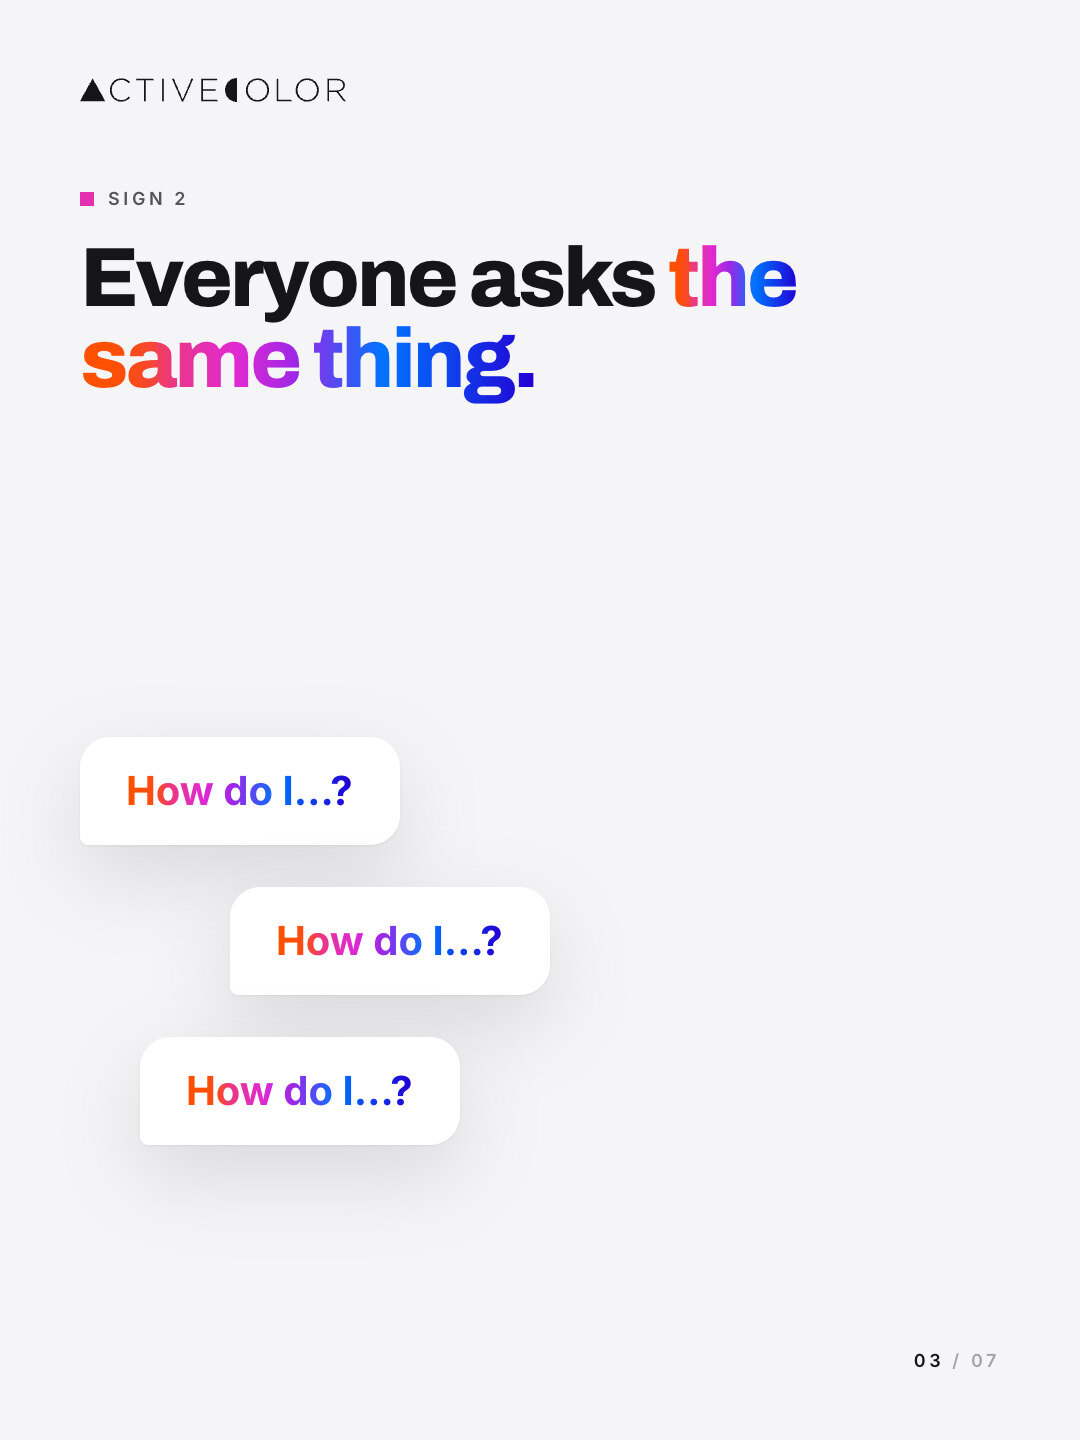 ACTIVECOLOR
SIGN 2
Everyone asks the
same thing.
How do I...?
How do I...?
How do I...?
03 / 07